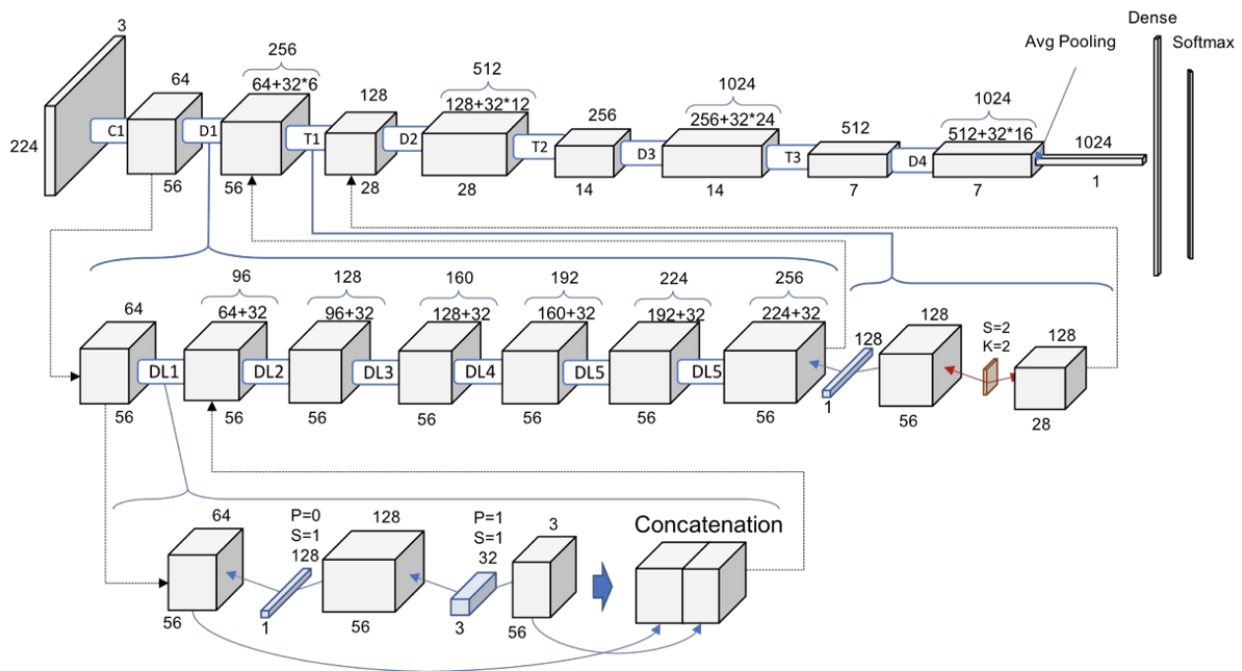 3
224
C1
64
56
D1
256
64+32*6
56
T1
128
28
D2
512
128+32*12
28
T2
256
14
D3
1024
256+32*24
14
T3
512
7
D4
1024
512+32*16
7
Avg Pooling
1024
1
Dense
Softmax
64
56
DL1
96
64+32
56
DL2
128
96+32
56
DL3
160
128+32
56
DL4
192
160+32
56
DL5
224
192+32
56
DL5
256
224+32
56
128
1
128
56
S=2
K=2
128
28
64
56
P=0
S=1
128
1
128
56
P=1
S=1
32
3
3
56
Concatenation